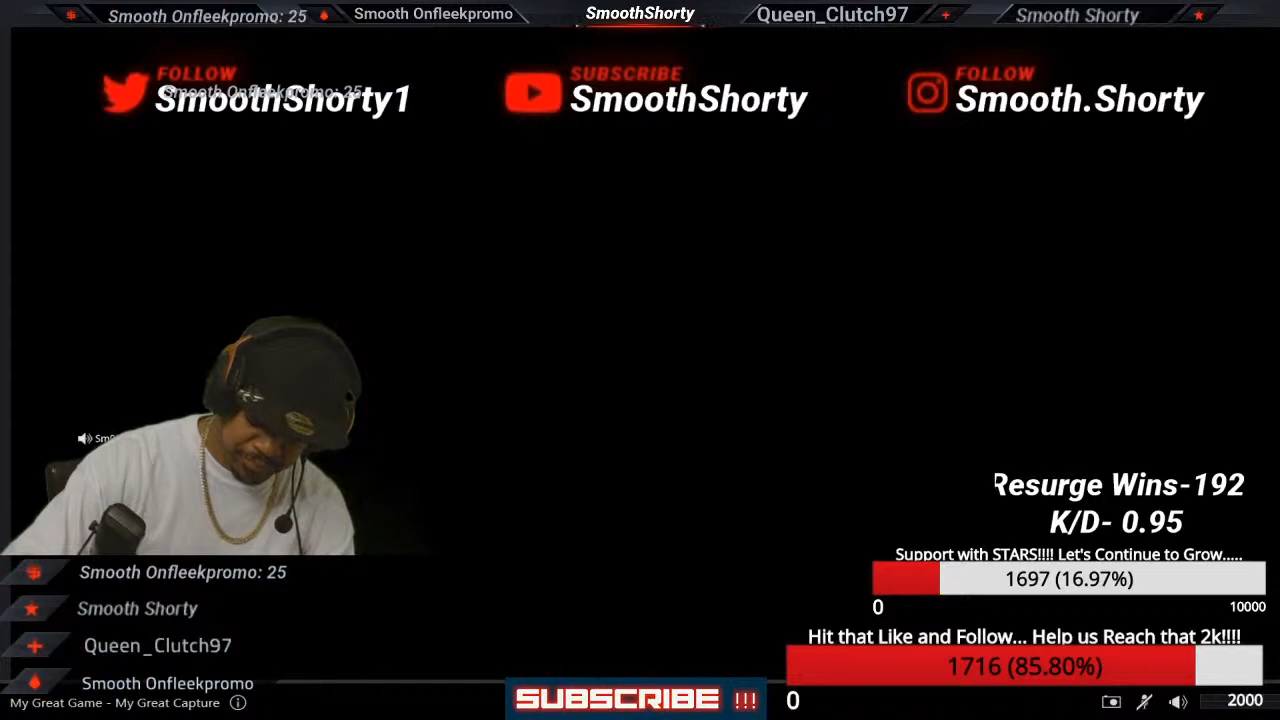 Smooth Onfleekpromo: 25
Smooth Onfleekpromo
SmoothShorty
Queen_Clutch97
Smooth Shorty
FOLLOW
SmoothShorty1
Smooth Onfleekpromo: 25
SUBSCRIBE
SmoothShorty
FOLLOW
Smooth.Shorty
Resurge Wins-192
K/D- 0.95
Support with STARS!!!! Let's Continue to Grow.....
1697 (16.97%)
0
10000
Hit that Like and Follow... Help us Reach that 2k!!!!
1716 (85.80%)
0
2000
Smooth Onfleekpromo: 25
Smooth Shorty
Queen_Clutch97
Smooth Onfleekpromo
My Great Game - My Great Capture
SUBSCRIBE !!!